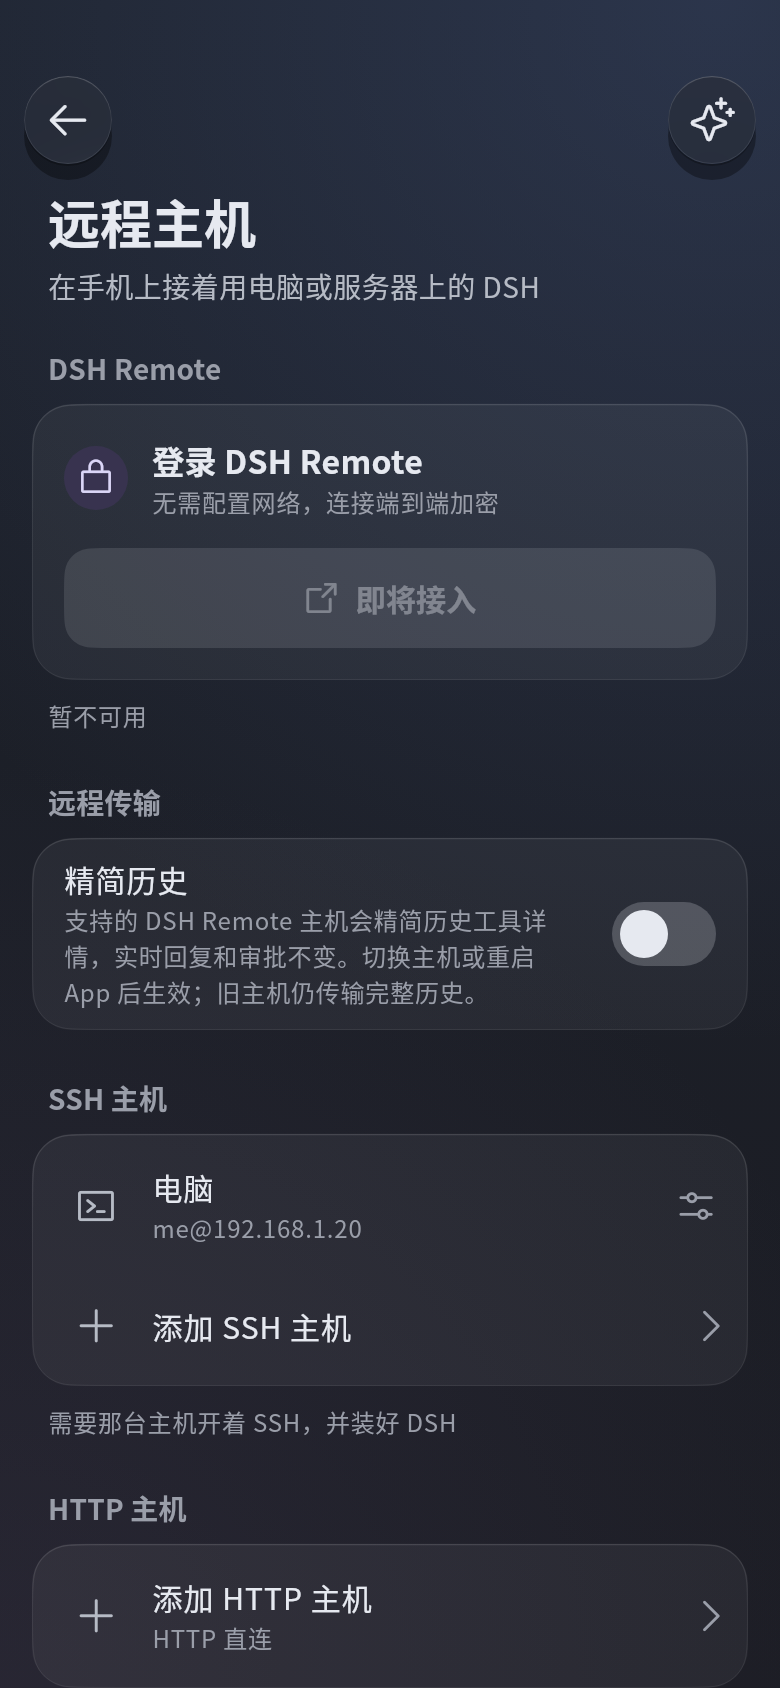 远程主机
在手机上接着用电脑或服务器上的 DSH
DSH Remote
登录 DSH Remote
无需配置网络，连接端到端加密
即将接入
暂不可用
远程传输
精简历史
支持的 DSH Remote 主机会精简历史工具详
情，实时回复和审批不变。切换主机或重启
App 后生效；旧主机仍传输完整历史。
SSH 主机
电脑
me@192.168.1.20
添加 SSH 主机
需要那台主机开着 SSH，并装好 DSH
HTTP 主机
添加 HTTP 主机
HTTP 直连